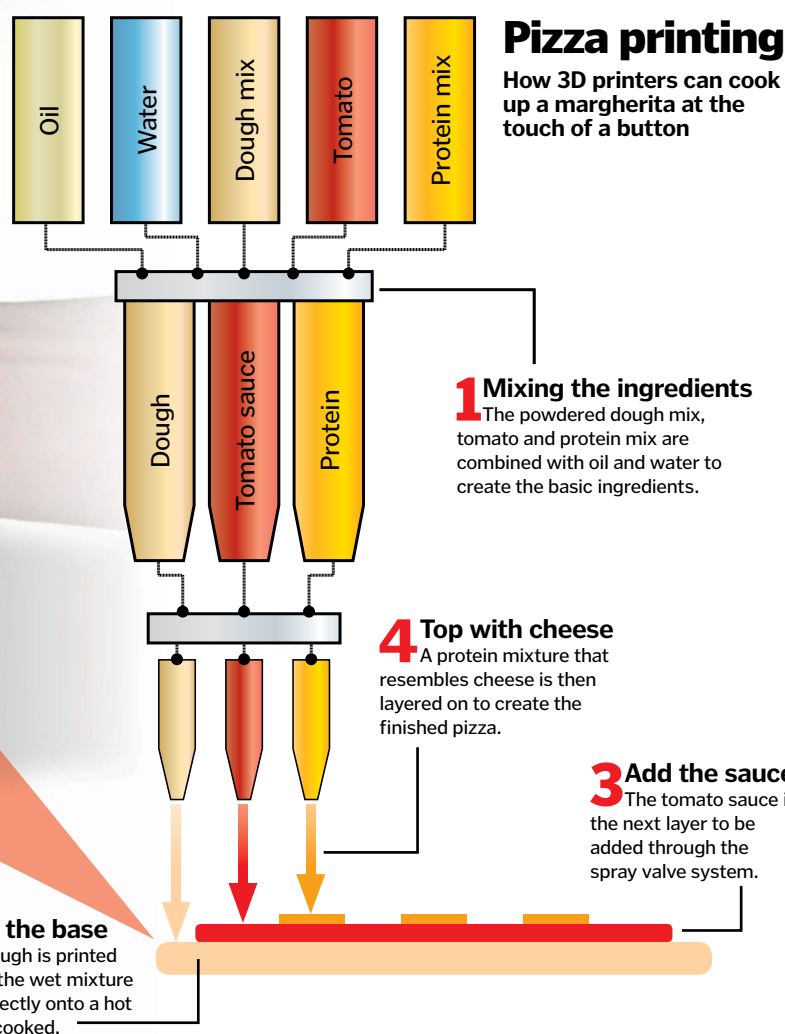 Pizza printing
How 3D printers can cook
up a margherita at the
touch of a button
Oil
Water
Dough mix
Tomato
Protein mix
Dough
Tomato sauce
Protein
1 Mixing the ingredients
The powdered dough mix,
tomato and protein mix are
combined with oil and water to
create the basic ingredients.
4 Top with cheese
A protein mixture that
resembles cheese is then
layered on to create the
finished pizza.
3 Add the sauce
The tomato sauce i
the next layer to be
added through the
spray valve system.
the base
ugh is printed
the wet mixture
ectly onto a hot
cooked.